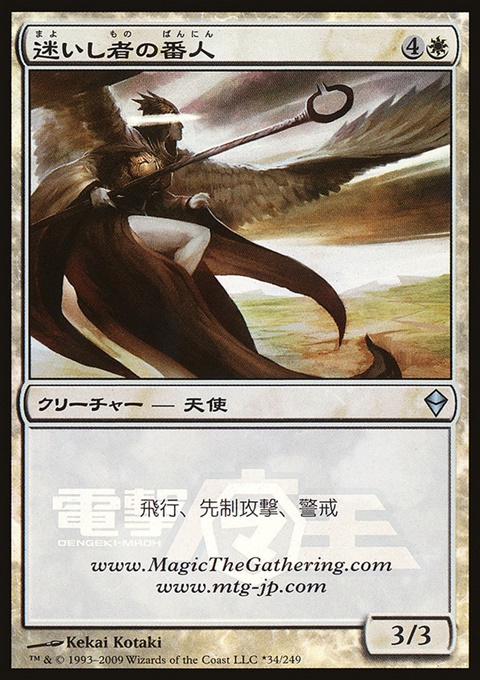 まよ もの ばんにん
迷いし者の番人 4
クリーチャー — 天使
電撃魔王
DENGEKI-MAOH
飛行、先制攻撃、警戒
www.MagicTheGathering.com
www.mtg-jp.com
Kekai Kotaki
3/3
™ & © 1993–2009 Wizards of the Coast LLC *34/249